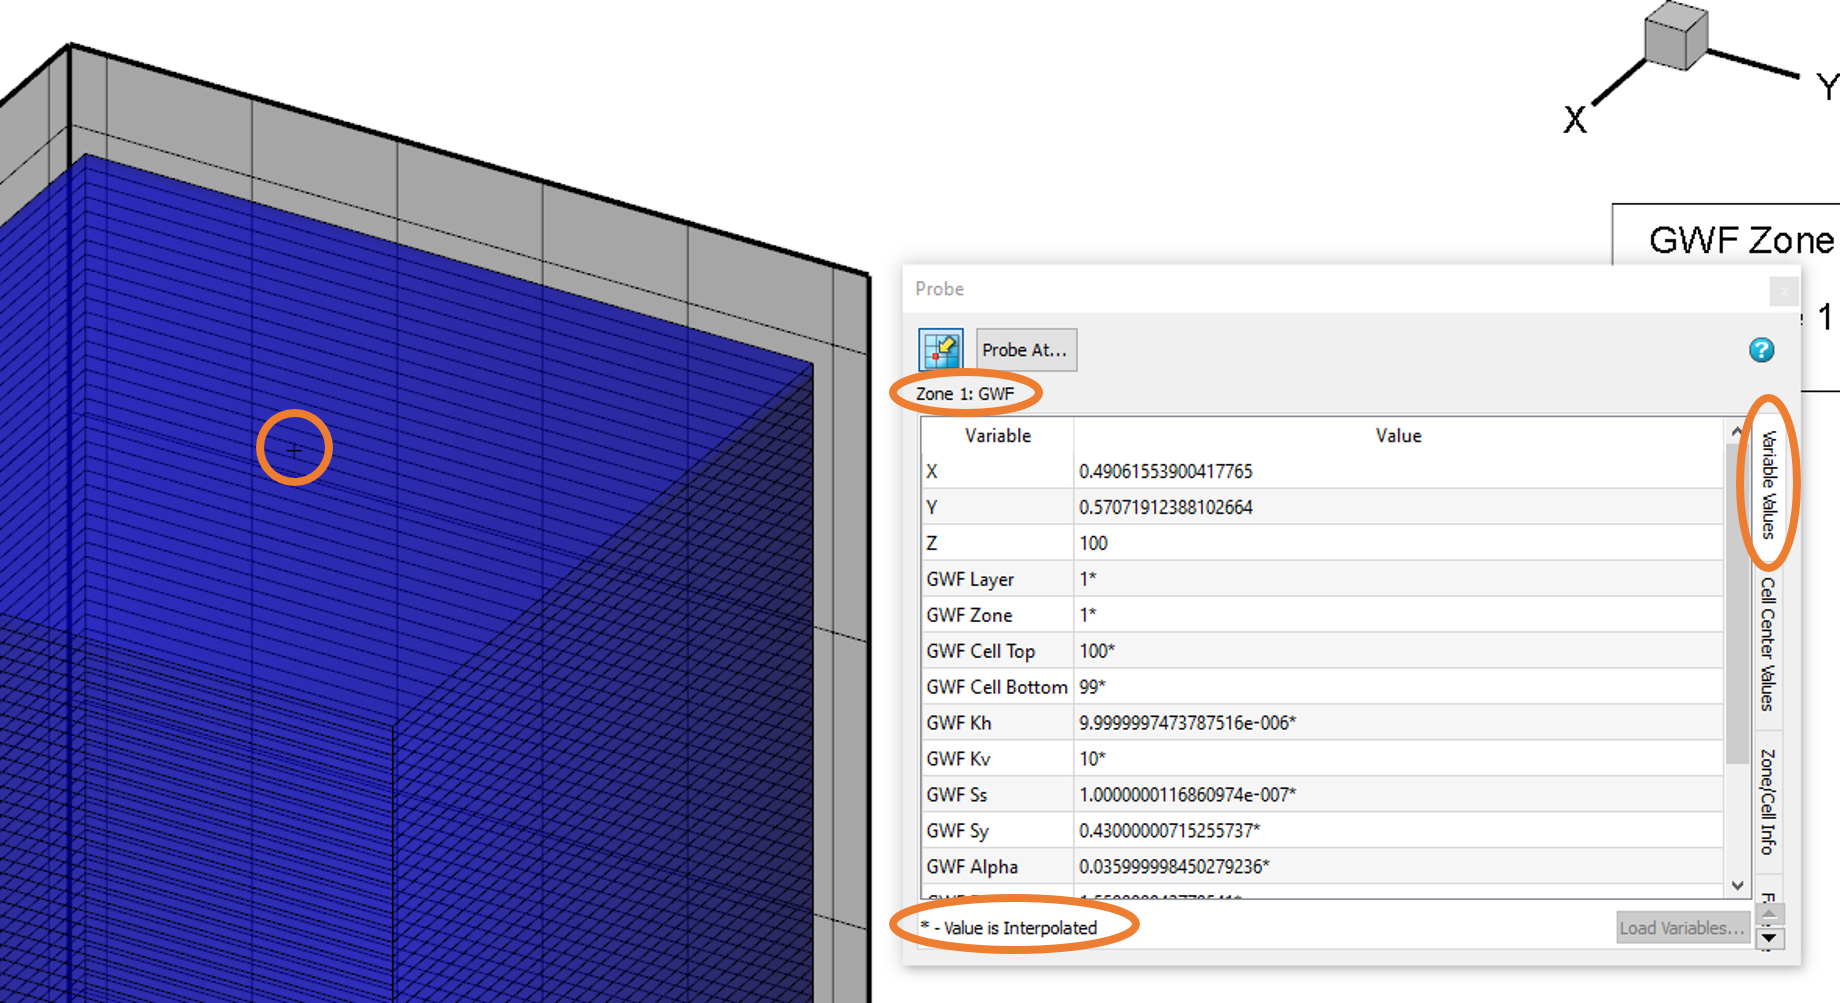 X
Y
GWF Zone
1
Probe
Probe At...
Zone 1: GWF
Variable Value
X 0.49061553900417765
Y 0.57071912388102664
Z 100
GWF Layer 1*
GWF Zone 1*
GWF Cell Top 100*
GWF Cell Bottom 99*
GWF Kh 9.9999997473787516e-006*
GWF Kv 10*
GWF Ss 1.0000000116860974e-007*
GWF Sy 0.43000000715255737*
GWF Alpha 0.035999998450279236*
* - Value is Interpolated
Load Variables...
Variable Values
Cell Center Values
Zone/Cell Info